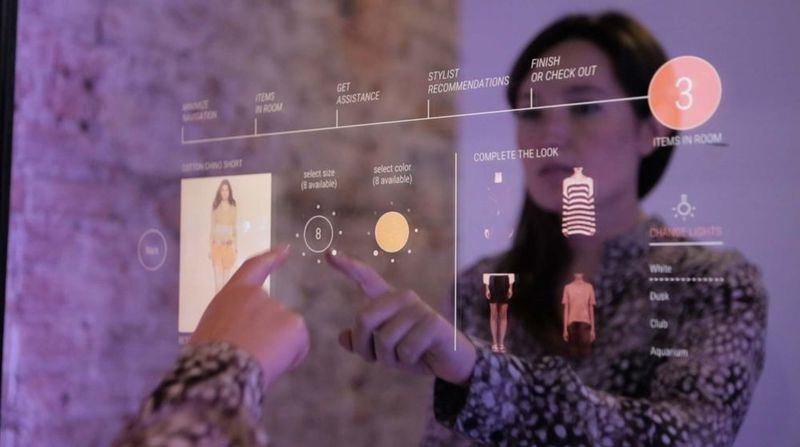 MINIMIZE
NAVIGATION
ITEMS
IN ROOM
GET
ASSISTANCE
STYLIST
RECOMMENDATIONS
FINISH
OR CHECK OUT
3
ITEMS IN ROOM
COTTON CHINO SHORT
select size
(8 available)
8
select color
(8 available)
COMPLETE THE LOOK
CHANGE LIGHTS
White
Dusk
Club
Aquarium